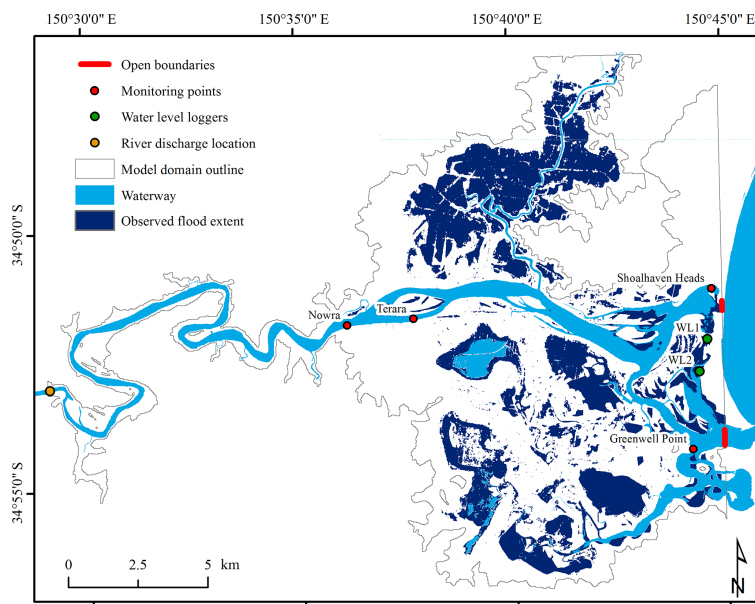 150°30'0" E 150°35'0" E 150°40'0" E 150°45'0" E
Open boundaries
Monitoring points
Water level loggers
River discharge location
Model domain outline
Waterway
Observed flood extent
34°50'0" S
Shoalhaven Heads
Nowra
Terara
WL1
WL2
Greenwell Point
34°55'0" S
0 2.5 5 km
N